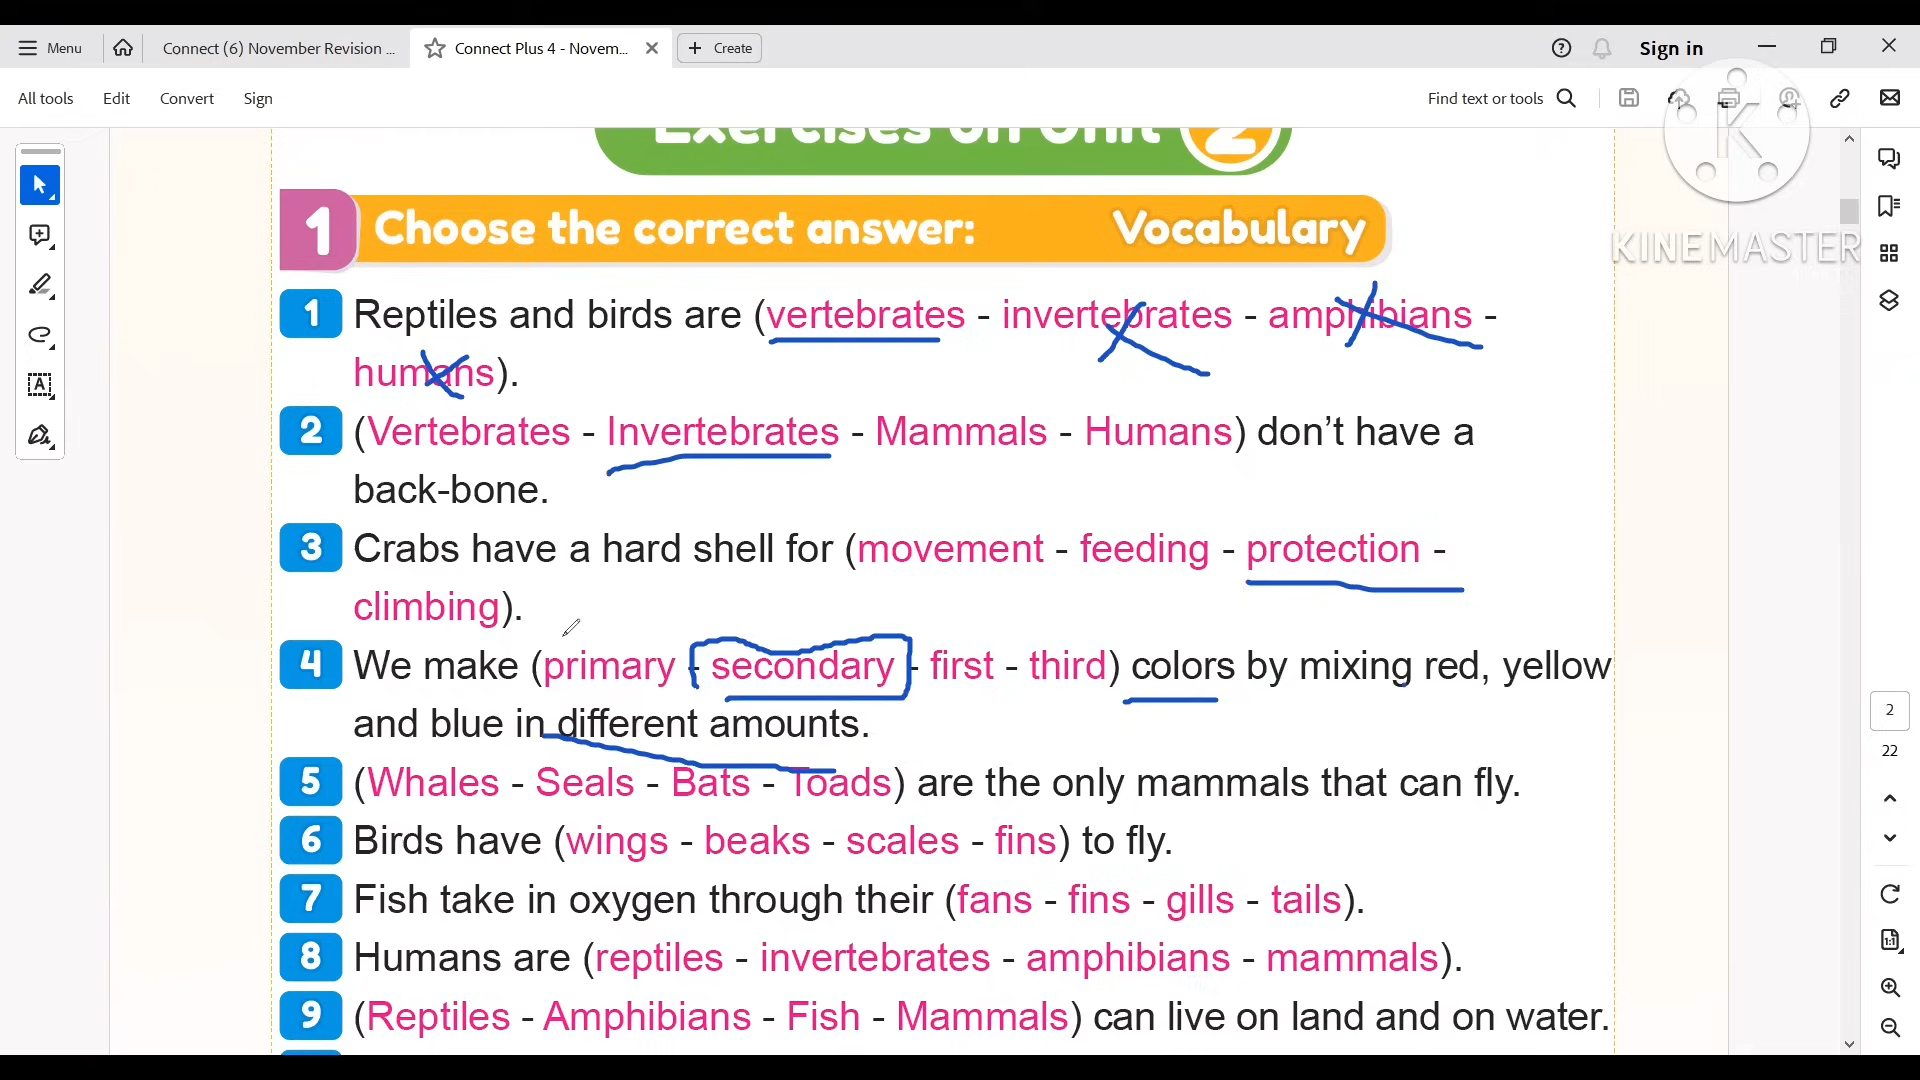 Menu
Connect (6) November Revision ...
Connect Plus 4 - Novem...
Create
Sign in
All tools
Edit
Convert
Sign
Find text or tools
Exercises on Unit 2
K
KINEMASTER
1 Choose the correct answer: Vocabulary
1 Reptiles and birds are (vertebrates - invertebrates - amphibians -
humans).
2 (Vertebrates - Invertebrates - Mammals - Humans) don’t have a
back-bone.
3 Crabs have a hard shell for (movement - feeding - protection -
climbing).
4 We make (primary - secondary - first - third) colors by mixing red, yellow
and blue in different amounts.
5 (Whales - Seals - Bats - Toads) are the only mammals that can fly.
6 Birds have (wings - beaks - scales - fins) to fly.
7 Fish take in oxygen through their (fans - fins - gills - tails).
8 Humans are (reptiles - invertebrates - amphibians - mammals).
9 (Reptiles - Amphibians - Fish - Mammals) can live on land and on water.
2
22